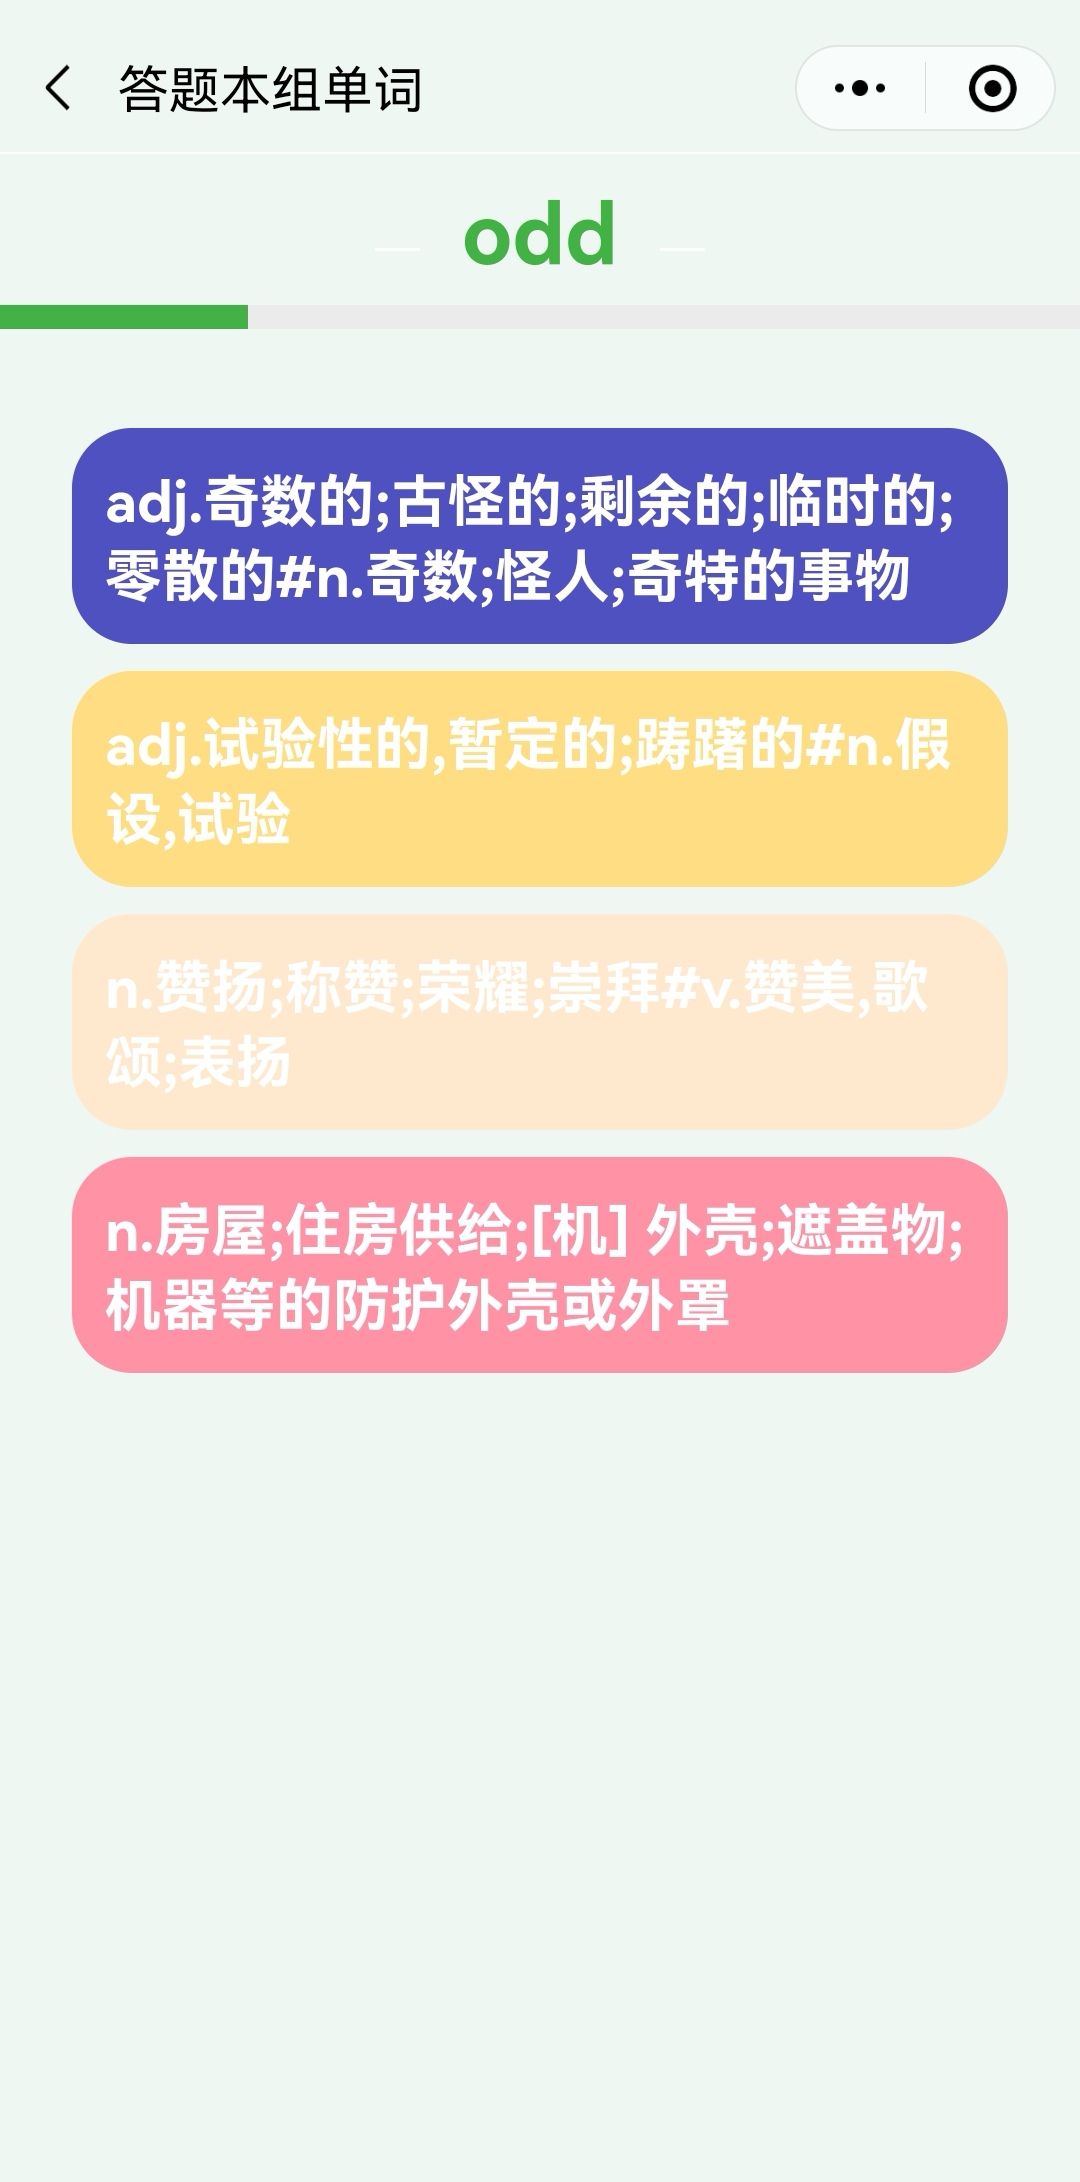 答题本组单词
odd
adj.奇数的;古怪的;剩余的;临时的;
零散的#n.奇数;怪人;奇特的事物
adj.试验性的,暂定的;踌躇的#n.假
设,试验
n.赞扬;称赞;荣耀;崇拜#v.赞美,歌
颂;表扬
n.房屋;住房供给;[机] 外壳;遮盖物;
机器等的防护外壳或外罩